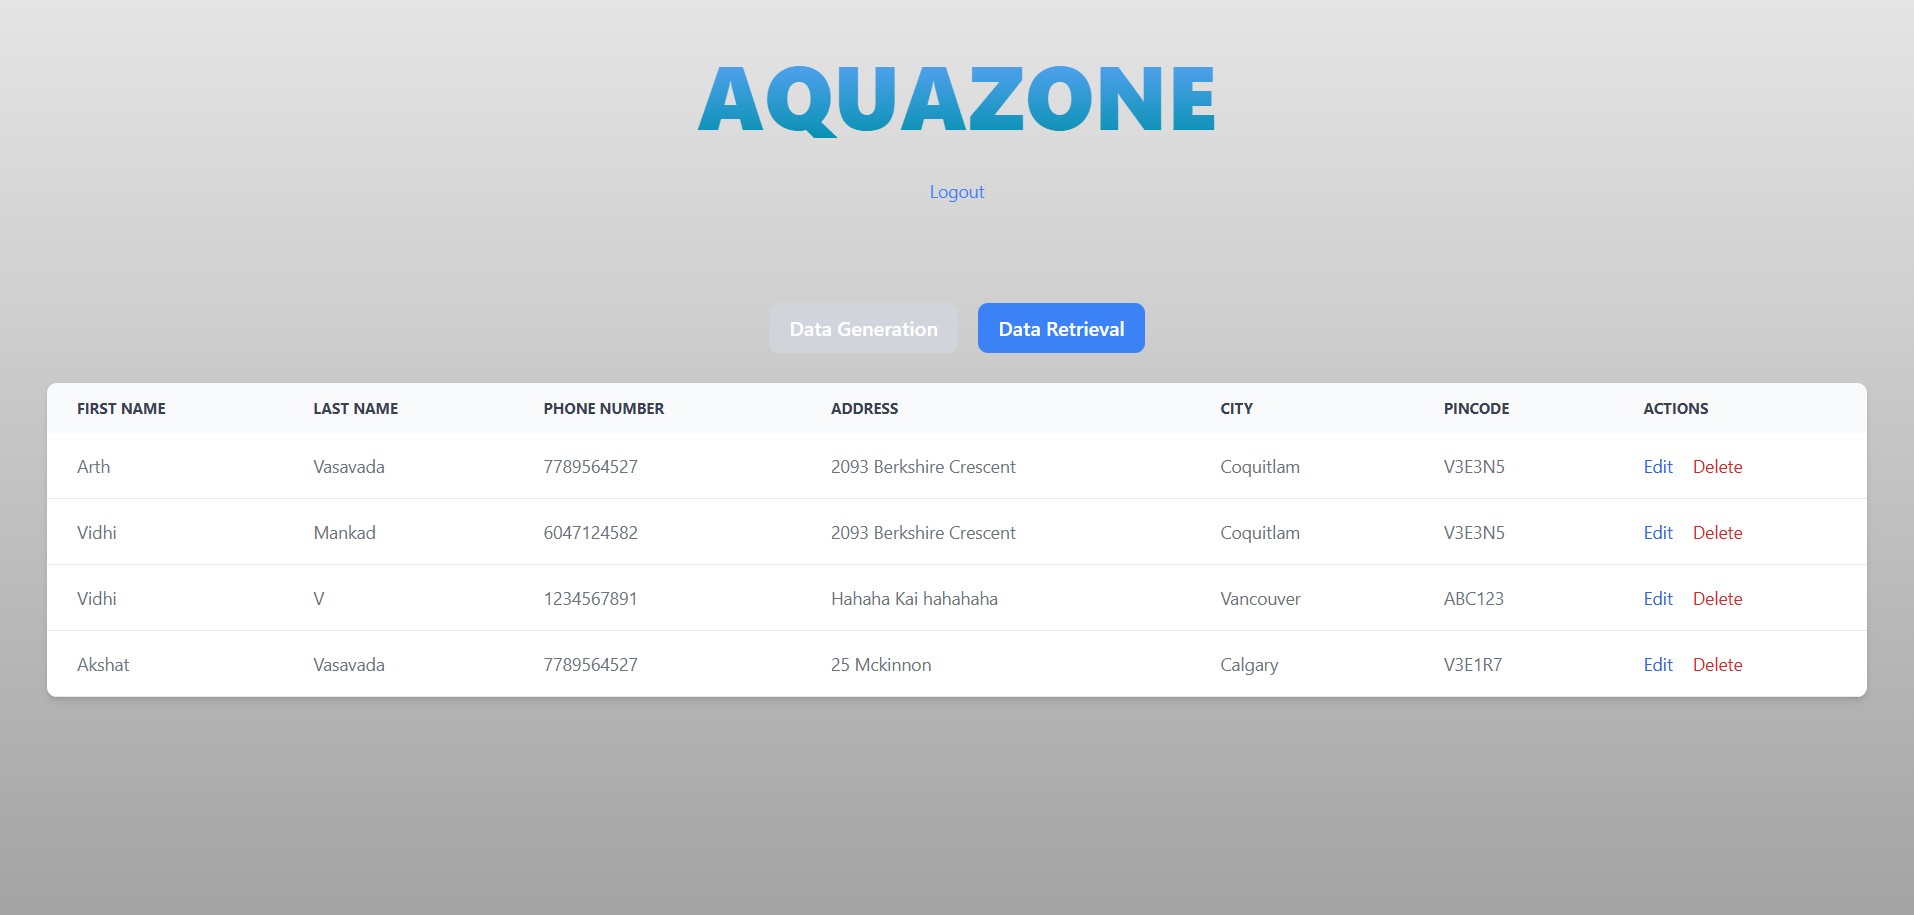 AQUAZONE
Logout
Data Generation Data Retrieval
FIRST NAME LAST NAME PHONE NUMBER ADDRESS CITY PINCODE ACTIONS
Arth Vasavada 7789564527 2093 Berkshire Crescent Coquitlam V3E3N5 Edit Delete
Vidhi Mankad 6047124582 2093 Berkshire Crescent Coquitlam V3E3N5 Edit Delete
Vidhi V 1234567891 Hahaha Kai hahahaha Vancouver ABC123 Edit Delete
Akshat Vasavada 7789564527 25 Mckinnon Calgary V3E1R7 Edit Delete